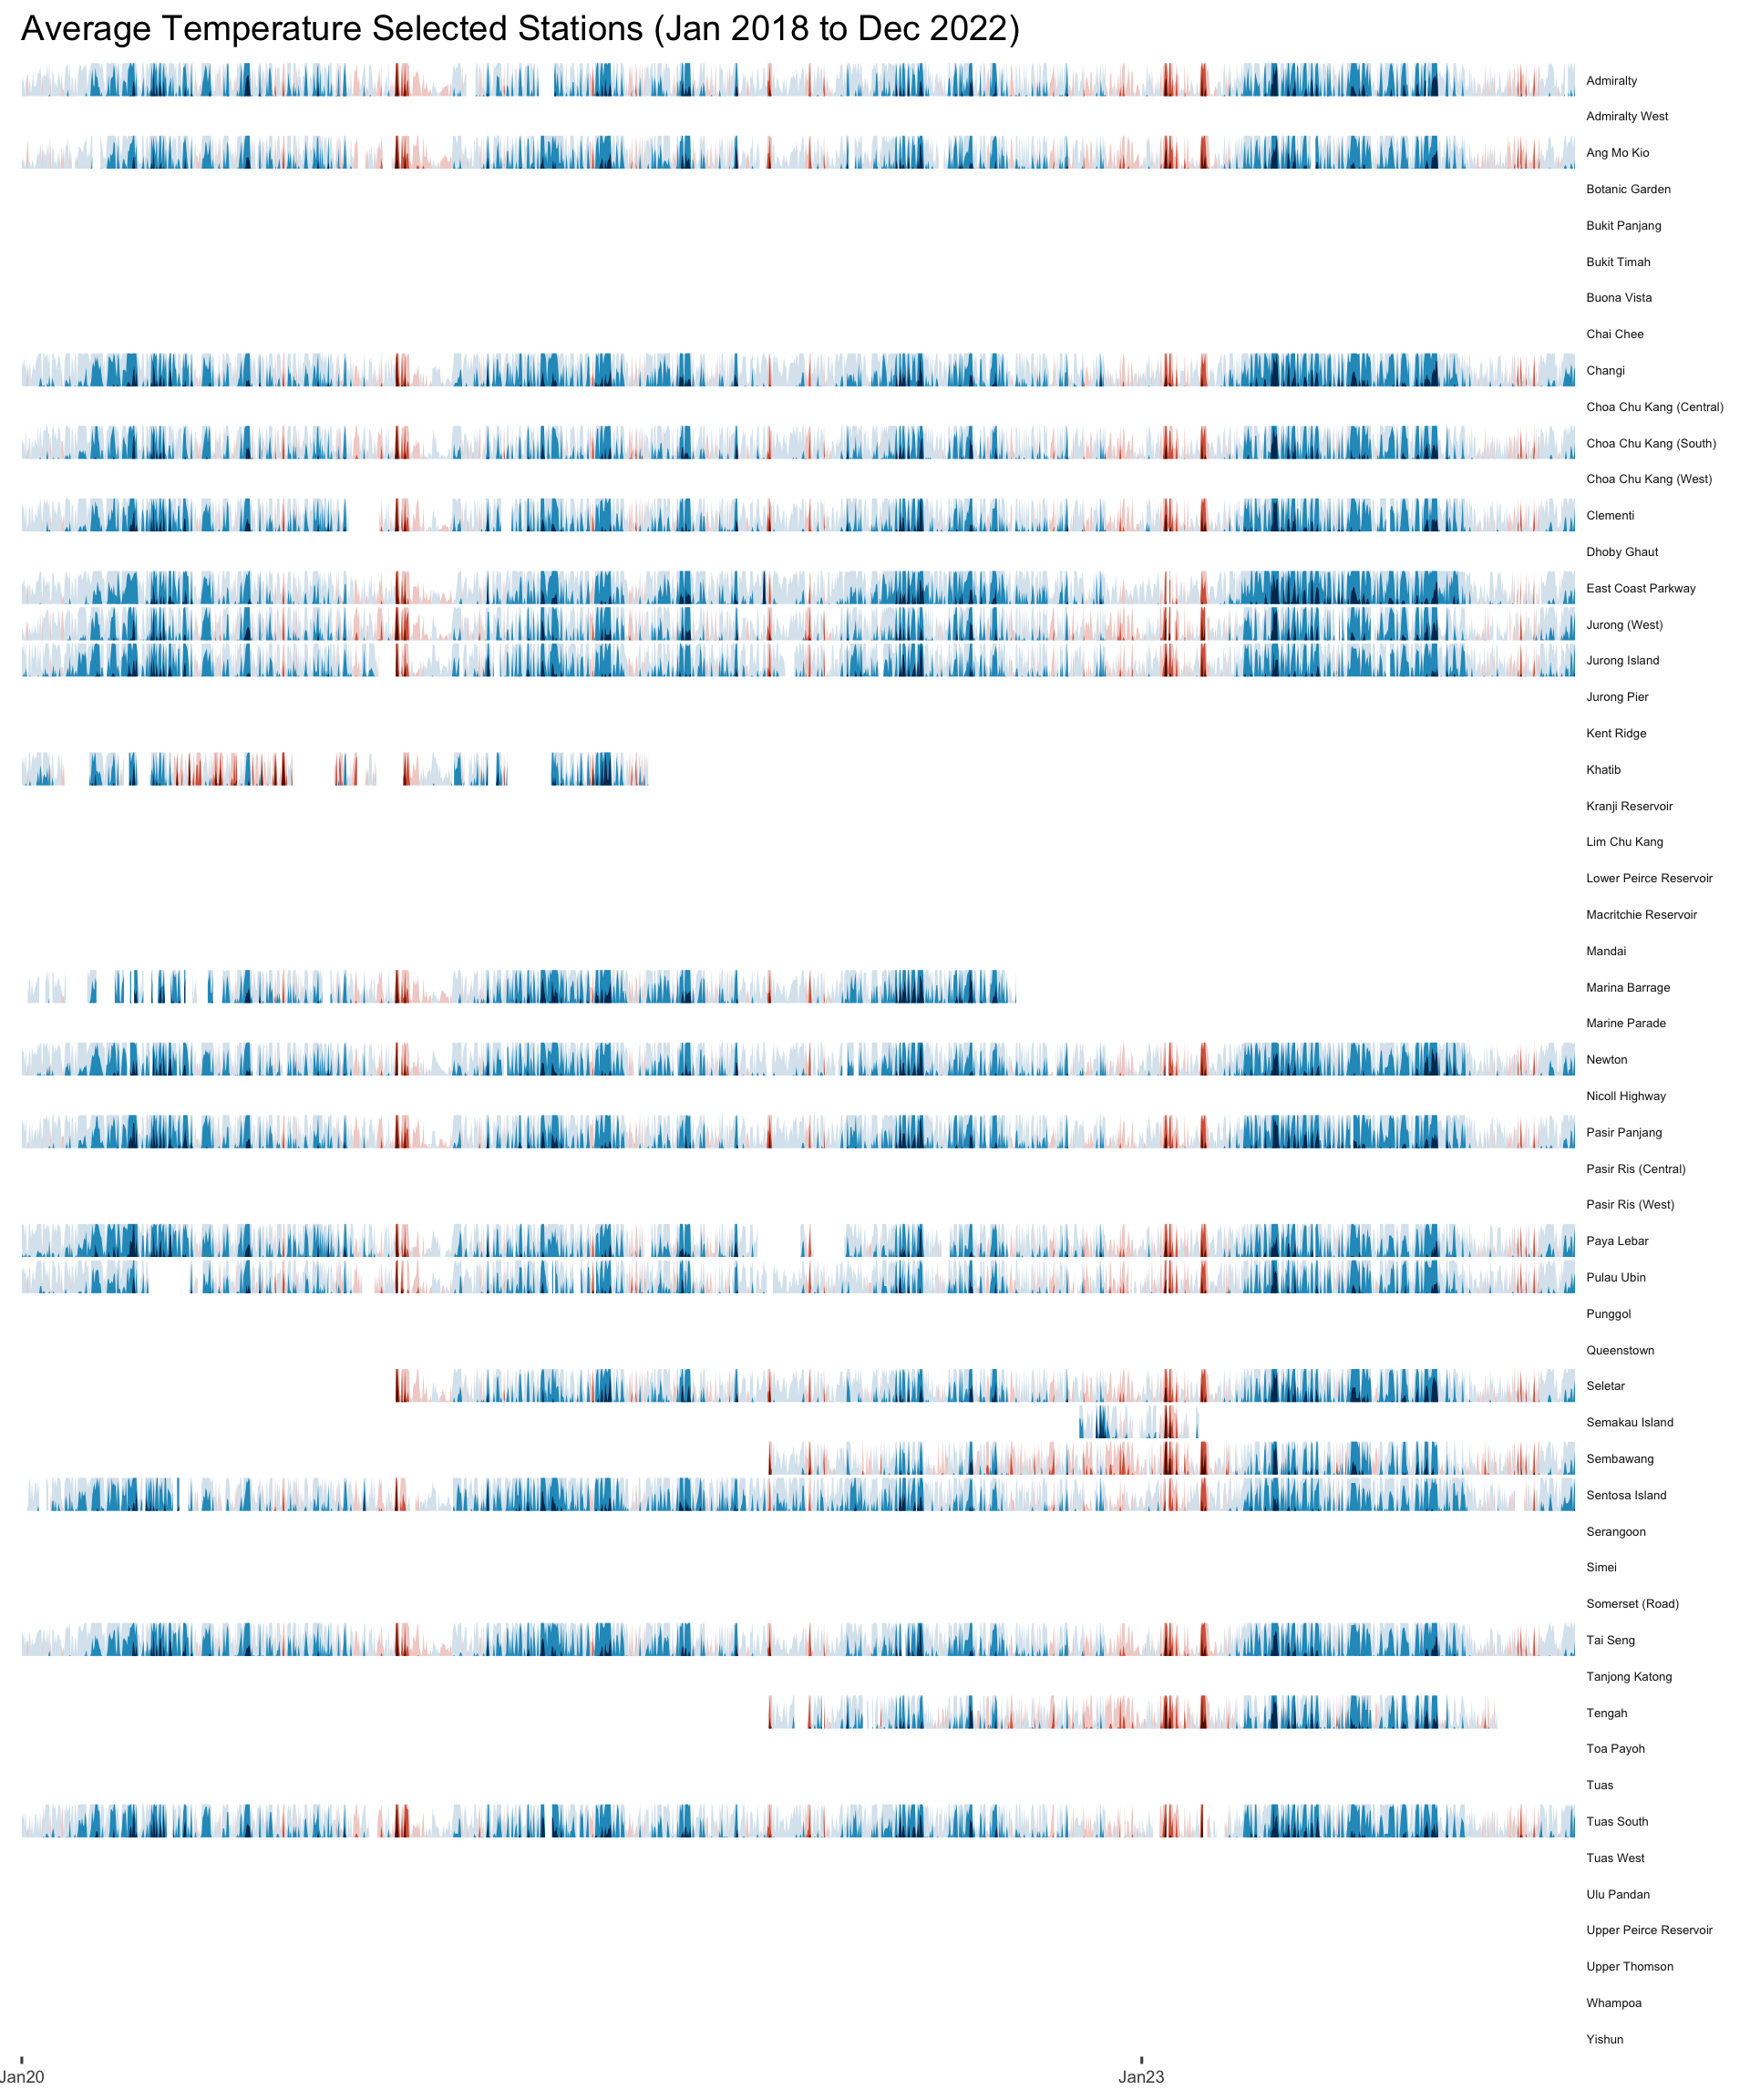 Average Temperature Selected Stations (Jan 2018 to Dec 2022)
Admiralty
Admiralty West
Ang Mo Kio
Botanic Garden
Bukit Panjang
Bukit Timah
Buona Vista
Chai Chee
Changi
Choa Chu Kang (Central)
Choa Chu Kang (South)
Choa Chu Kang (West)
Clementi
Dhoby Ghaut
East Coast Parkway
Jurong (West)
Jurong Island
Jurong Pier
Kent Ridge
Khatib
Kranji Reservoir
Lim Chu Kang
Lower Peirce Reservoir
Macritchie Reservoir
Mandai
Marina Barrage
Marine Parade
Newton
Nicoll Highway
Pasir Panjang
Pasir Ris (Central)
Pasir Ris (West)
Paya Lebar
Pulau Ubin
Punggol
Queenstown
Seletar
Semakau Island
Sembawang
Sentosa Island
Serangoon
Simei
Somerset (Road)
Tai Seng
Tanjong Katong
Tengah
Toa Payoh
Tuas
Tuas South
Tuas West
Ulu Pandan
Upper Peirce Reservoir
Upper Thomson
Whampoa
Yishun
Jan20 Jan23